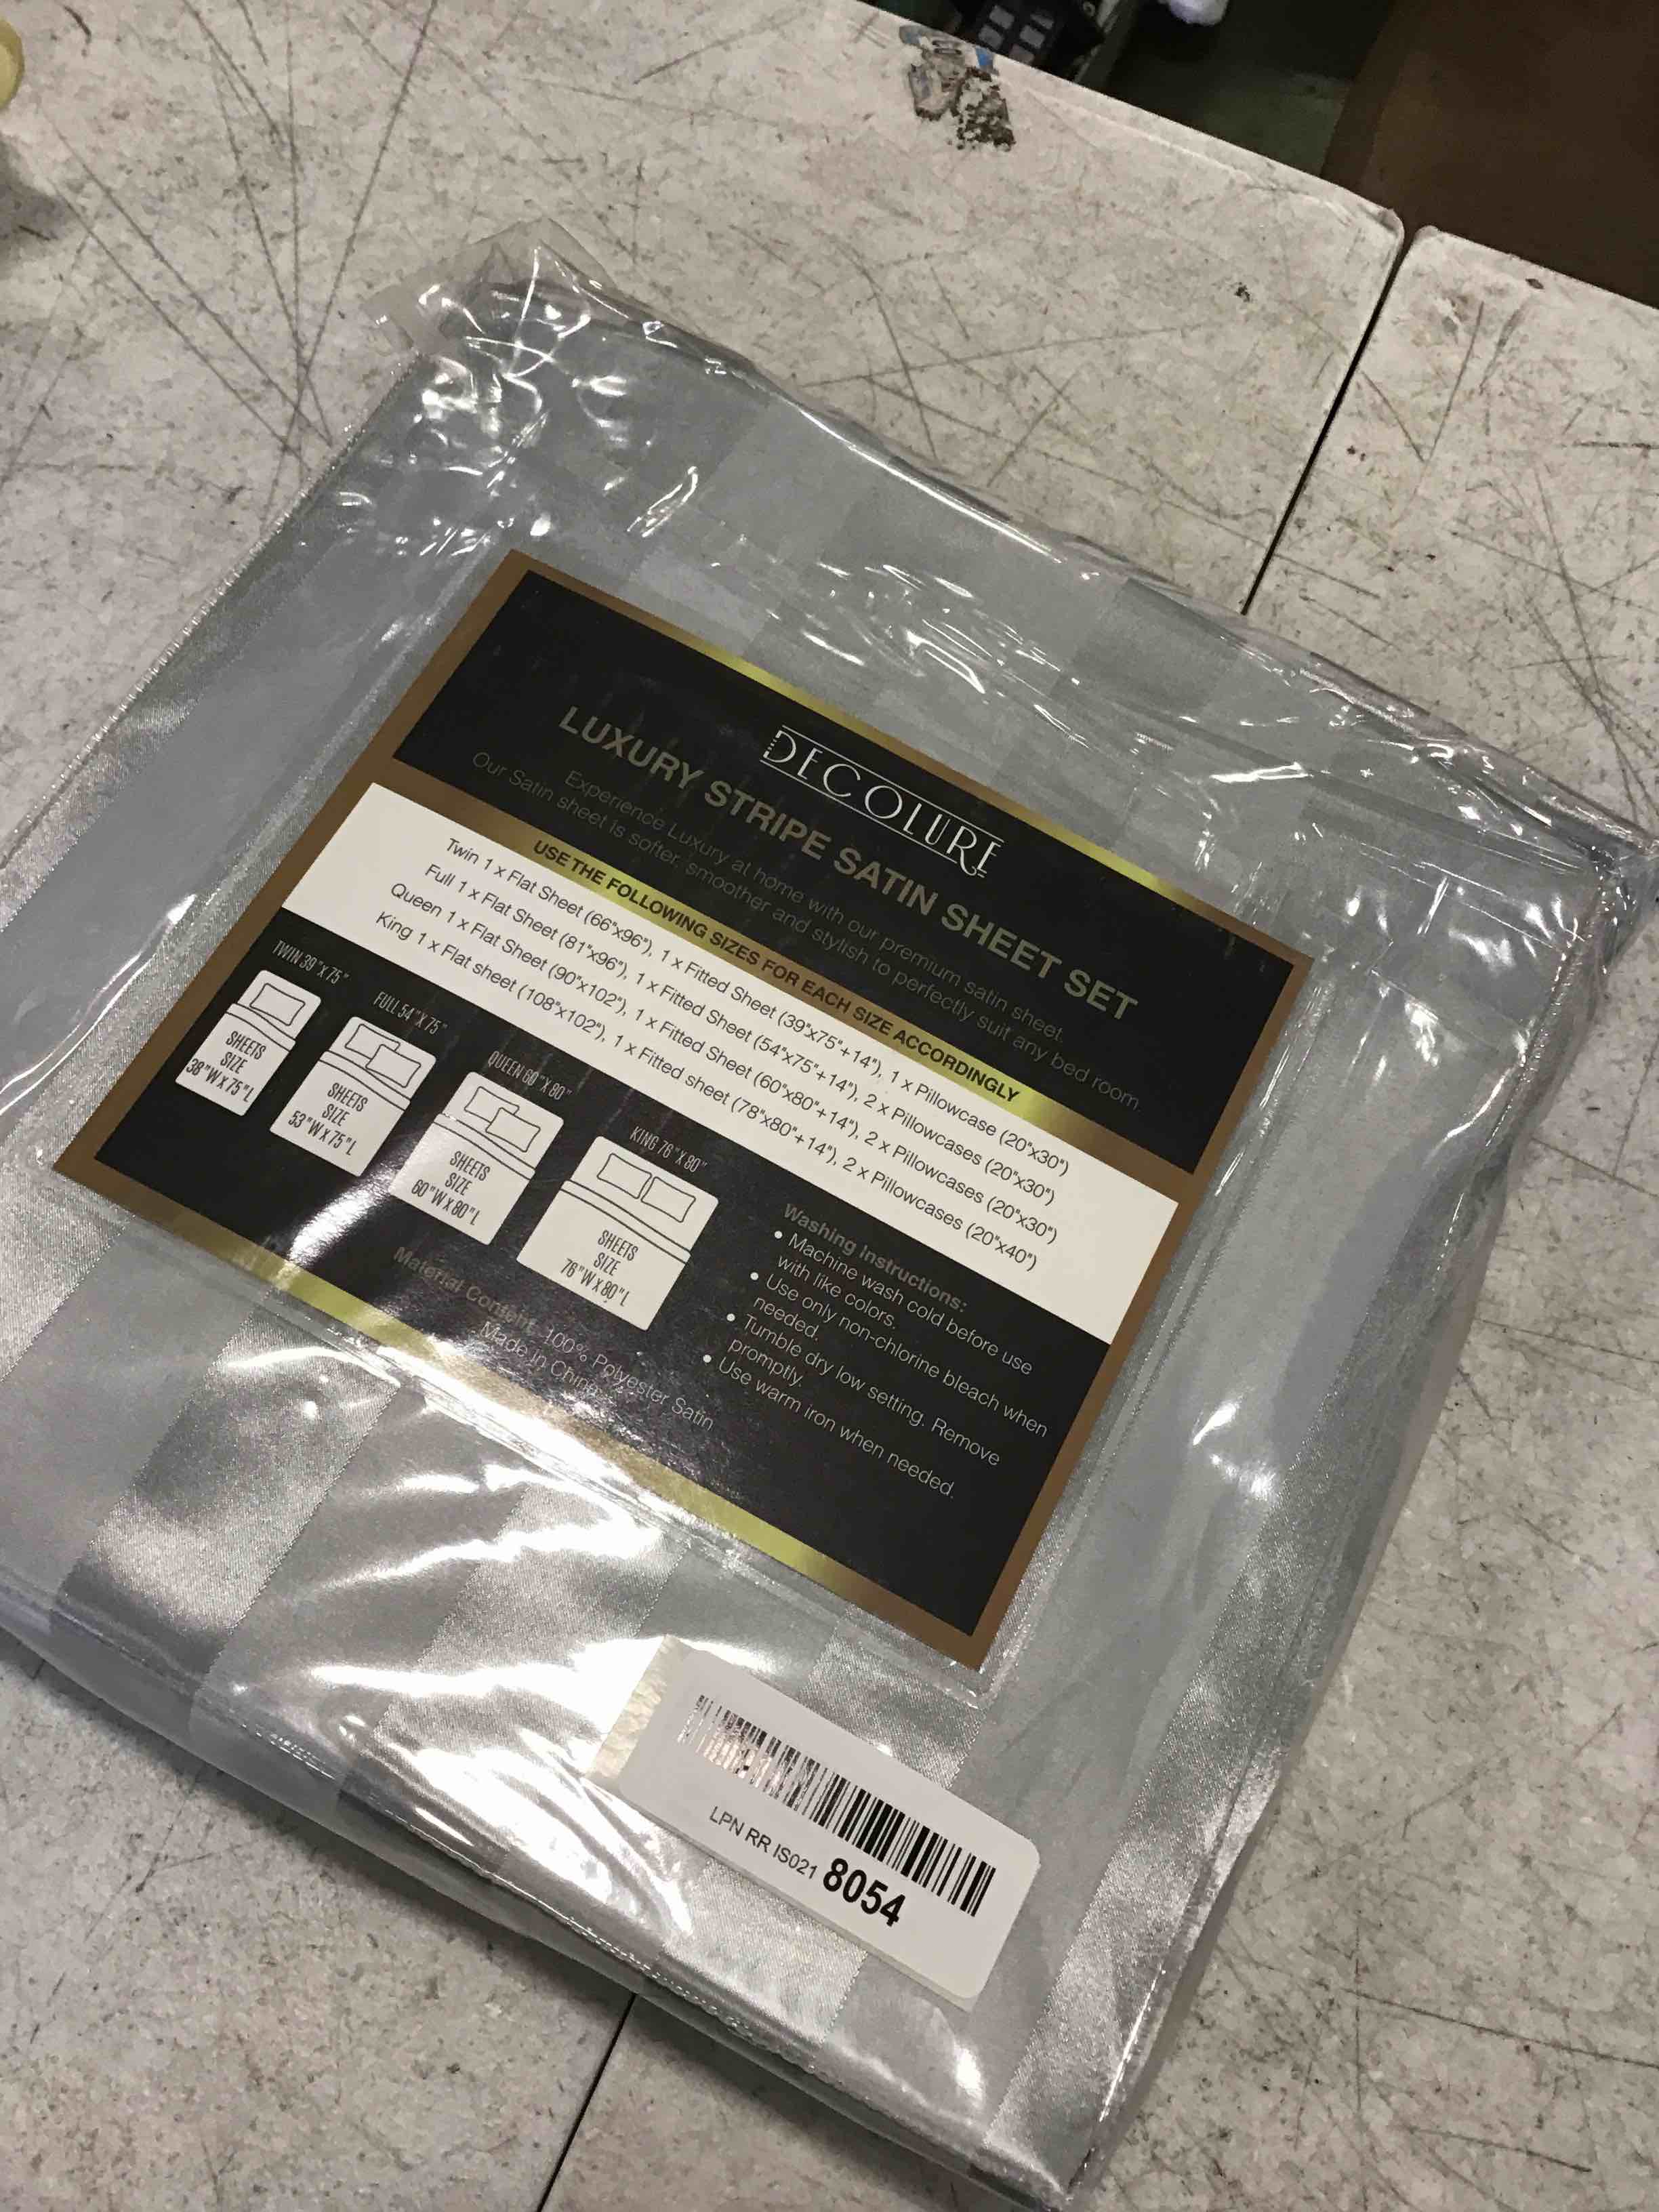 DECOLURE
LUXURY STRIPE SATIN SHEET SET
Experience Luxury at home with our premium satin sheet.
Our Satin sheet is softer, smoother and stylish to perfectly suit any bed room.
USE THE FOLLOWING SIZES FOR EACH SIZE ACCORDINGLY
Twin 1 x Flat Sheet (66"x96"), 1 x Fitted Sheet (39"x75"+14"), 1 x Pillowcase (20"x30")
Full 1 x Flat Sheet (81"x96"), 1 x Fitted Sheet (54"x75"+14"), 2 x Pillowcases (20"x30")
Queen 1 x Flat Sheet (90"x102"), 1 x Fitted Sheet (60"x80"+14"), 2 x Pillowcases (20"x30")
King 1 x Flat sheet (108"x102"), 1 x Fitted sheet (78"x80"+14"), 2 x Pillowcases (20"x40")
TWIN 39"X 75"
SHEETS
SIZE
38"W X 75"L
FULL 54"X 75"
SHEETS
SIZE
53"W X 75"L
QUEEN 60"X 80"
SHEETS
SIZE
60"W X 80"L
KING 76"X 80"
SHEETS
SIZE
76"W X 80"L
Washing Instructions:
• Machine wash cold before use
with like colors.
• Use only non-chlorine bleach when
needed.
• Tumble dry low setting. Remove
promptly.
• Use warm iron when needed.
Material Content: 100% Polyester Satin
Made in China
LPN RR IS021 8054